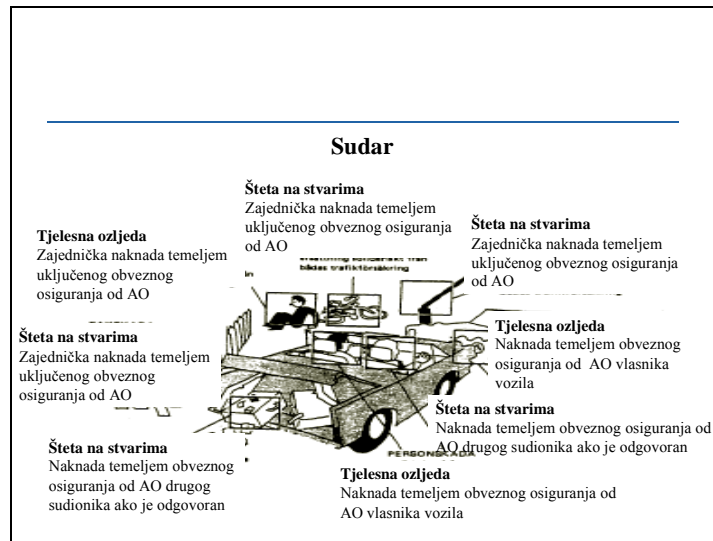 Sudar
Šteta na stvarima
Zajednička naknada temeljem
uključenog obveznog osiguranja
od AO
Tjelesna ozljeda
Zajednička naknada temeljem
uključenog obveznog
osiguranja od AO
Šteta na stvarima
Zajednička naknada temeljem
uključenog obveznog osiguranja
od AO
bådas trafikförsäkring
Šteta na stvarima
Zajednička naknada temeljem
uključenog obveznog
osiguranja od AO
Tjelesna ozljeda
Naknada temeljem obveznog
osiguranja od AO vlasnika
vozila
Šteta na stvarima
Naknada temeljem obveznog osiguranja od
AO drugog sudionika ako je odgovoran
Šteta na stvarima
Naknada temeljem obveznog
osiguranja od AO drugog
sudionika ako je odgovoran
PERSONSKADA
Tjelesna ozljeda
Naknada temeljem obveznog osiguranja od
AO vlasnika vozila